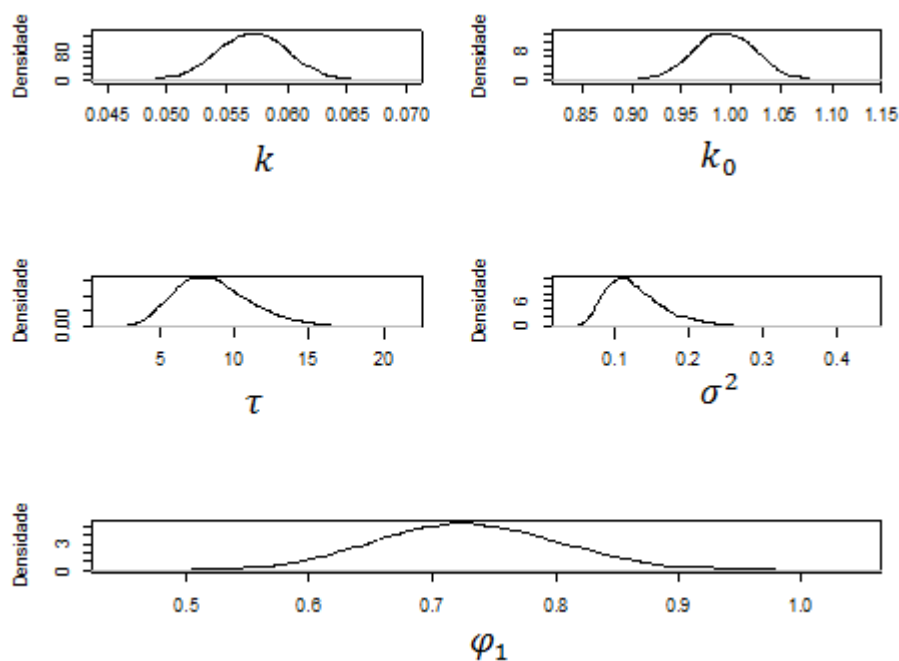 Densidade
0 80
0.045 0.050 0.055 0.060 0.065 0.070
k
Densidade
0 8
0.85 0.90 0.95 1.00 1.05 1.10 1.15
k₀
Densidade
0.00
5 10 15 20
τ
Densidade
0 6
0.1 0.2 0.3 0.4
σ²
Densidade
0 3
0.5 0.6 0.7 0.8 0.9 1.0
φ₁